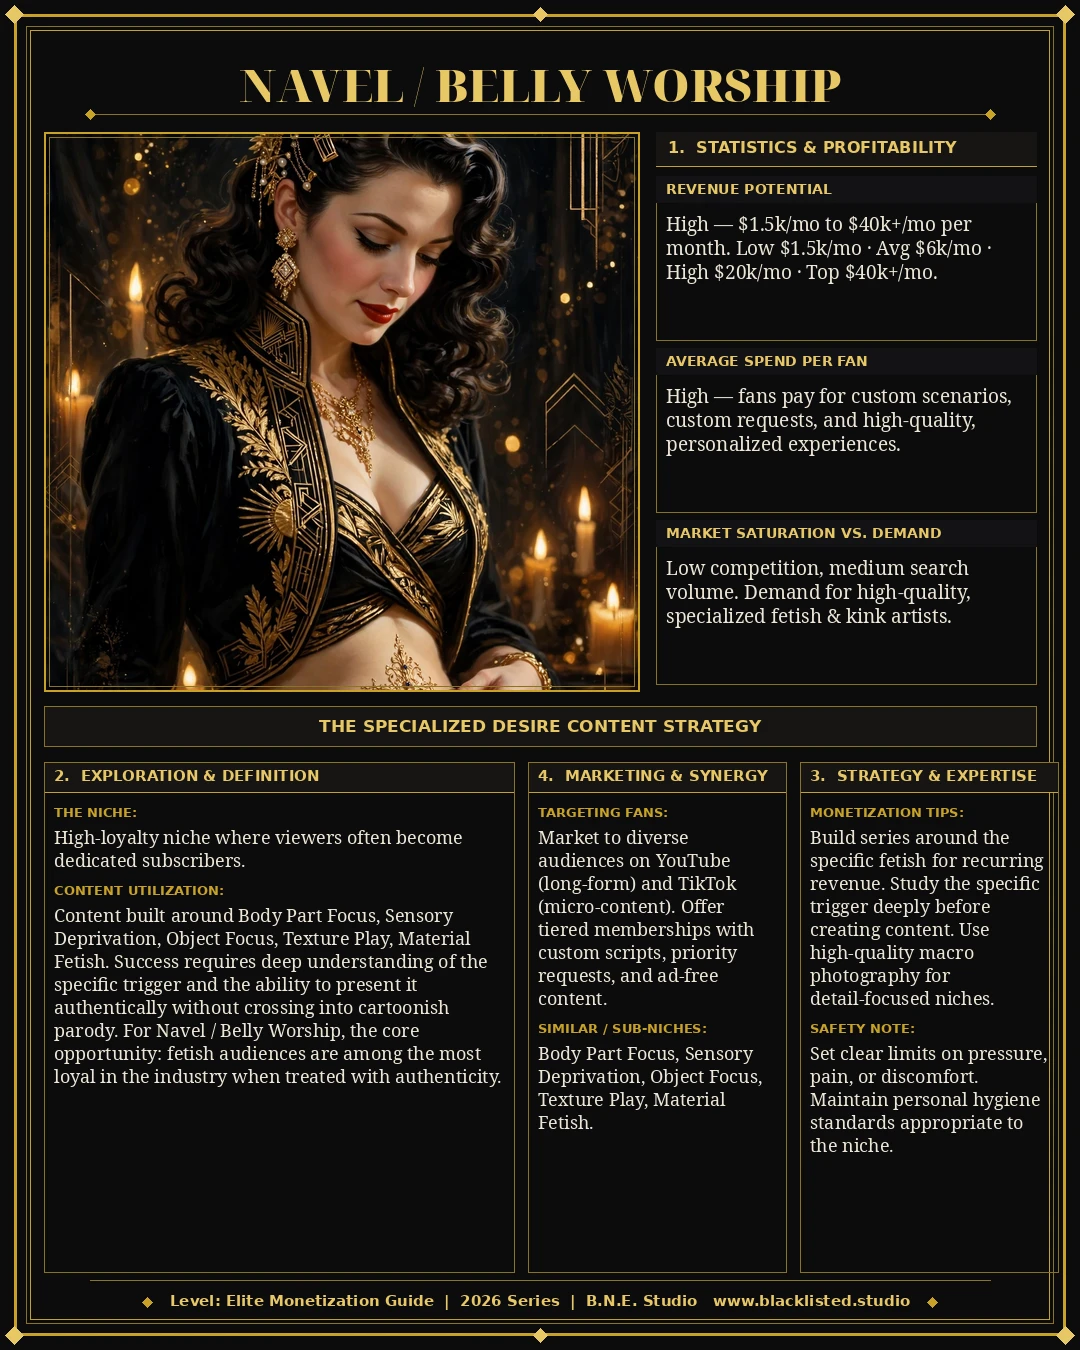 NAVEL / BELLY WORSHIP
1. STATISTICS & PROFITABILITY
REVENUE POTENTIAL
High — $1.5k/mo to $40k+/mo per
month. Low $1.5k/mo · Avg $6k/mo ·
High $20k/mo · Top $40k+/mo.
AVERAGE SPEND PER FAN
High — fans pay for custom scenarios,
custom requests, and high-quality,
personalized experiences.
MARKET SATURATION VS. DEMAND
Low competition, medium search
volume. Demand for high-quality,
specialized fetish & kink artists.
THE SPECIALIZED DESIRE CONTENT STRATEGY
2. EXPLORATION & DEFINITION
THE NICHE:
High-loyalty niche where viewers often become
dedicated subscribers.
CONTENT UTILIZATION:
Content built around Body Part Focus, Sensory
Deprivation, Object Focus, Texture Play, Material
Fetish. Success requires deep understanding of the
specific trigger and the ability to present it
authentically without crossing into cartoonish
parody. For Navel / Belly Worship, the core
opportunity: fetish audiences are among the most
loyal in the industry when treated with authenticity.
4. MARKETING & SYNERGY
TARGETING FANS:
Market to diverse
audiences on YouTube
(long-form) and TikTok
(micro-content). Offer
tiered memberships with
custom scripts, priority
requests, and ad-free
content.
SIMILAR / SUB-NICHES:
Body Part Focus, Sensory
Deprivation, Object Focus,
Texture Play, Material
Fetish.
3. STRATEGY & EXPERTISE
MONETIZATION TIPS:
Build series around the
specific fetish for recurring
revenue. Study the specific
trigger deeply before
creating content. Use
high-quality macro
photography for
detail-focused niches.
SAFETY NOTE:
Set clear limits on pressure,
pain, or discomfort.
Maintain personal hygiene
standards appropriate to
the niche.
Level: Elite Monetization Guide | 2026 Series | B.N.E. Studio www.blacklisted.studio